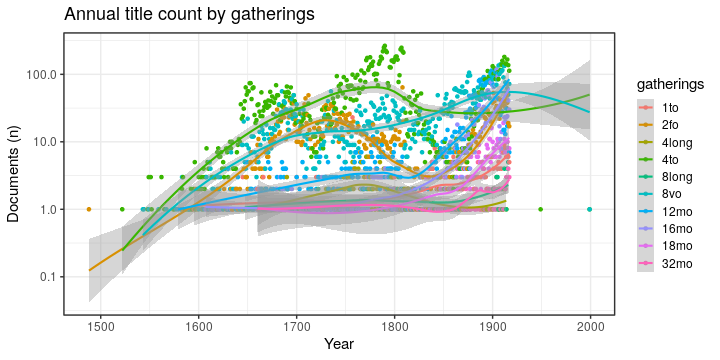 Annual title count by gatherings
Documents (n)
100.0
10.0
1.0
0.1
1500 1600 1700 1800 1900 2000
Year
gatherings
1to
2fo
4long
4to
8long
8vo
12mo
16mo
18mo
32mo